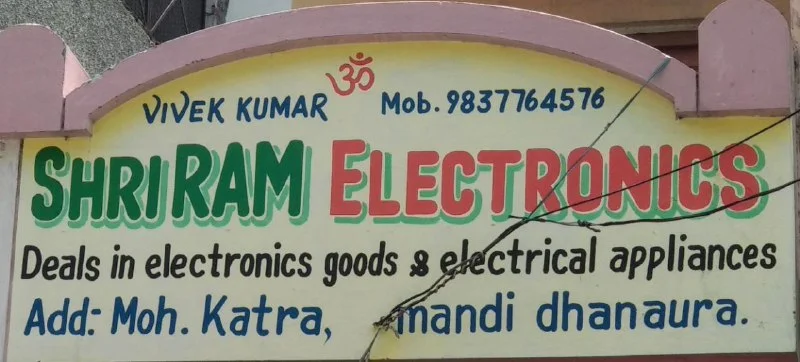 ॐ
VIVEK KUMAR Mob. 9837764576
SHRI RAM ELECTRONICS
Deals in electronics goods & electrical appliances
Add:- Moh. Katra, mandi dhanaura.